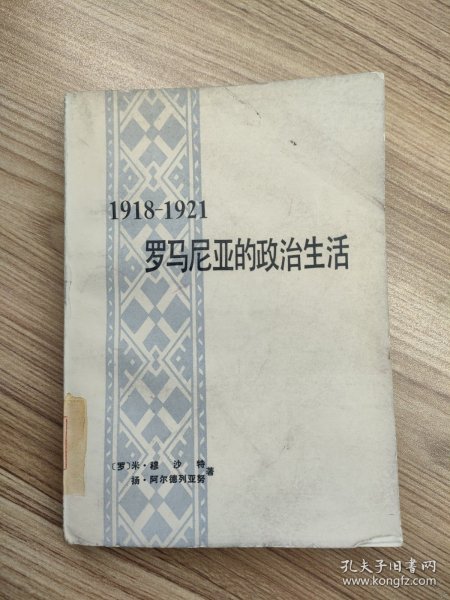 1918-1921
罗马尼亚的政治生活
〔罗〕米·穆沙特
扬·阿尔德列亚努
著
孔夫子旧书网
www.kongfz.com